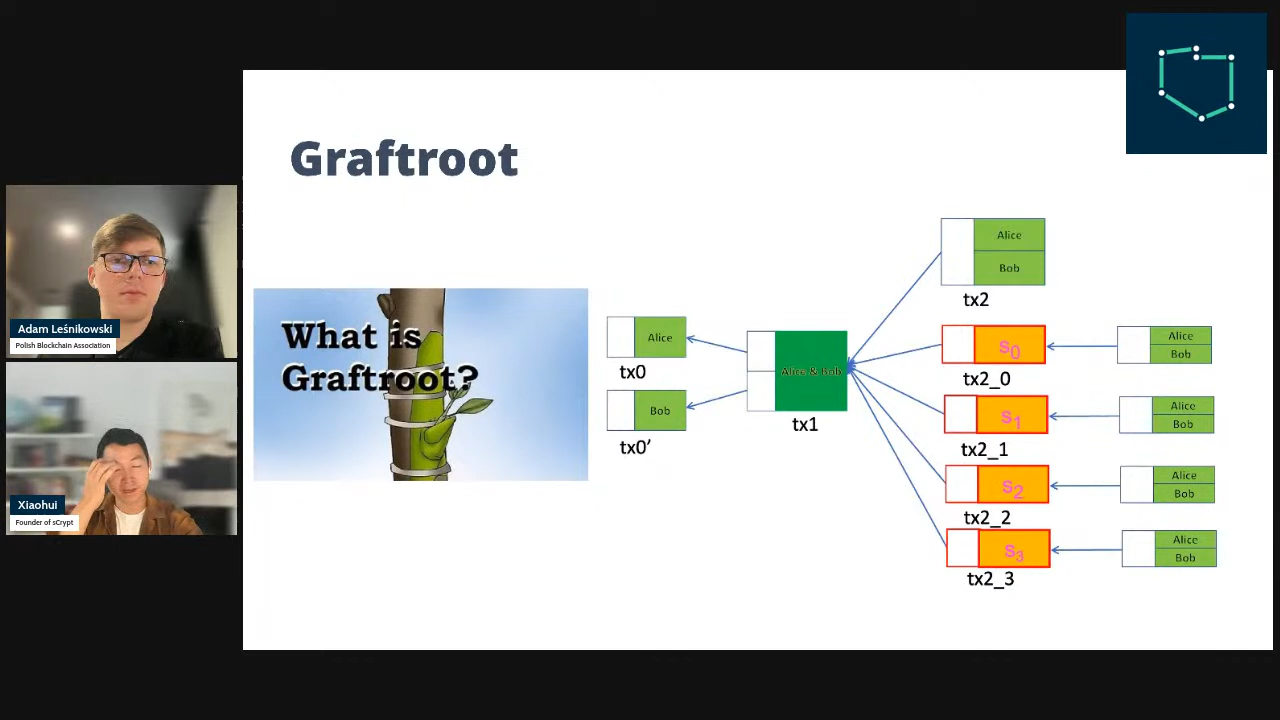 Graftroot
Adam Leśnikowski
Polish Blockchain Association
Xiaohui
Founder of sCrypt
What is
Graftroot?
Alice
tx0
Bob
tx0’
Alice & Bob
tx1
Alice
Bob
tx2
s0
tx2_0
Alice
Bob
s1
tx2_1
Alice
Bob
s2
tx2_2
Alice
Bob
s3
tx2_3
Alice
Bob